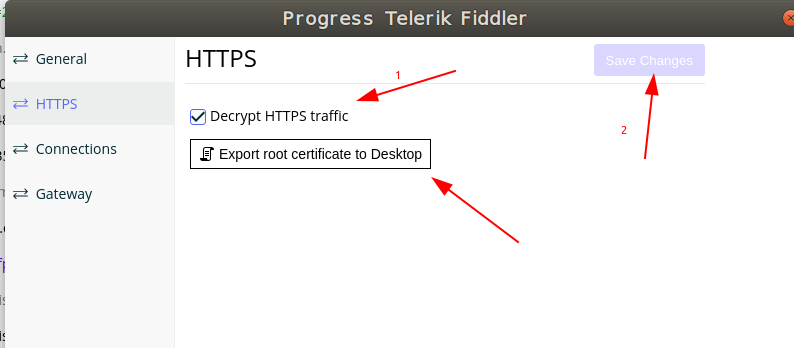 Progress Telerik Fiddler
General
HTTPS
Connections
Gateway
HTTPS
Save Changes
1
Decrypt HTTPS traffic
2
Export root certificate to Desktop